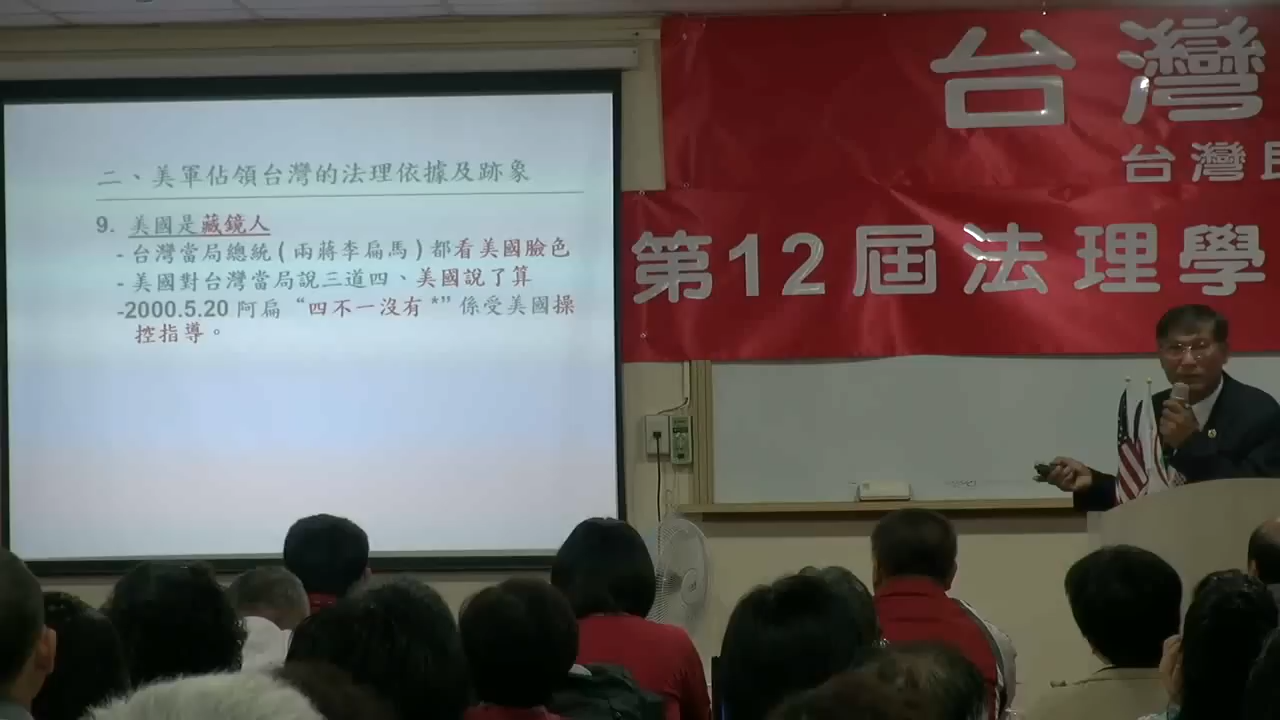 二、美軍佔領台灣的法理依據及跡象
9. 美國是藏鏡人
- 台灣當局總統(兩蔣李扁馬)都看美國臉色
- 美國對台灣當局說三道四、美國說了算
-2000.5.20 阿扁 “四不一沒有*” 係受美國操
控指導。
台灣
台灣
第12屆法理學